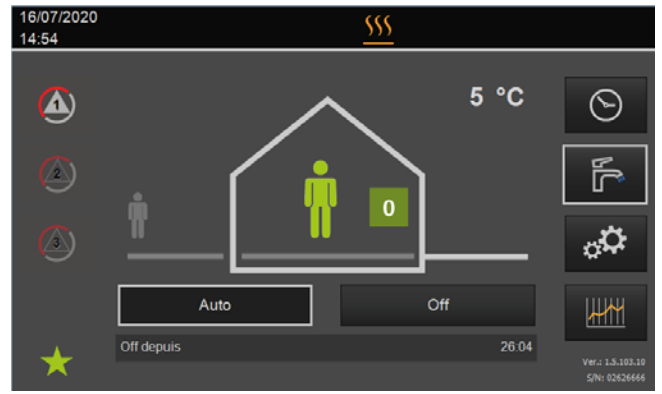 16/07/2020
14:54
5 °C
1
2
3
0
Auto
Off
Off depuis
26:04
Ver.: 1.5.103.10
S/N: 02626666